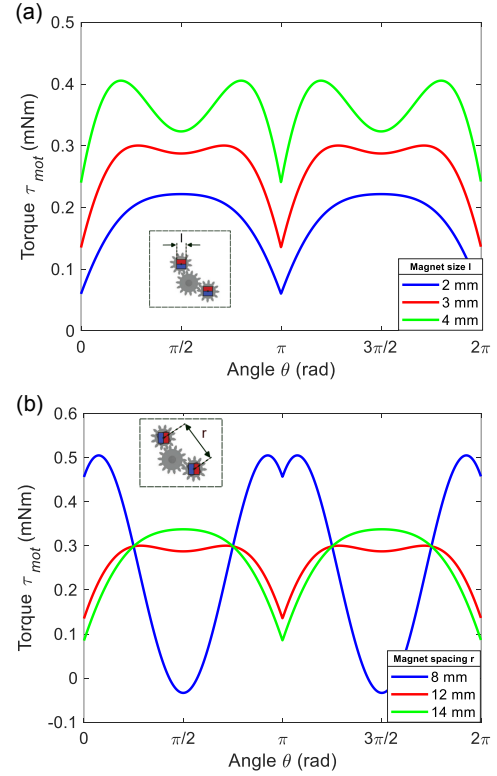 (a)
0.5
0.4
0.3
0.2
0.1
0
Torque τ mot (mNm)
l
Magnet size l
2 mm
3 mm
4 mm
0
π/2
π
3π/2
2π
Angle θ (rad)
(b)
0.6
0.5
0.4
0.3
0.2
0.1
0
-0.1
Torque τ mot (mNm)
r
Magnet spacing r
8 mm
12 mm
14 mm
0
π/2
π
3π/2
2π
Angle θ (rad)